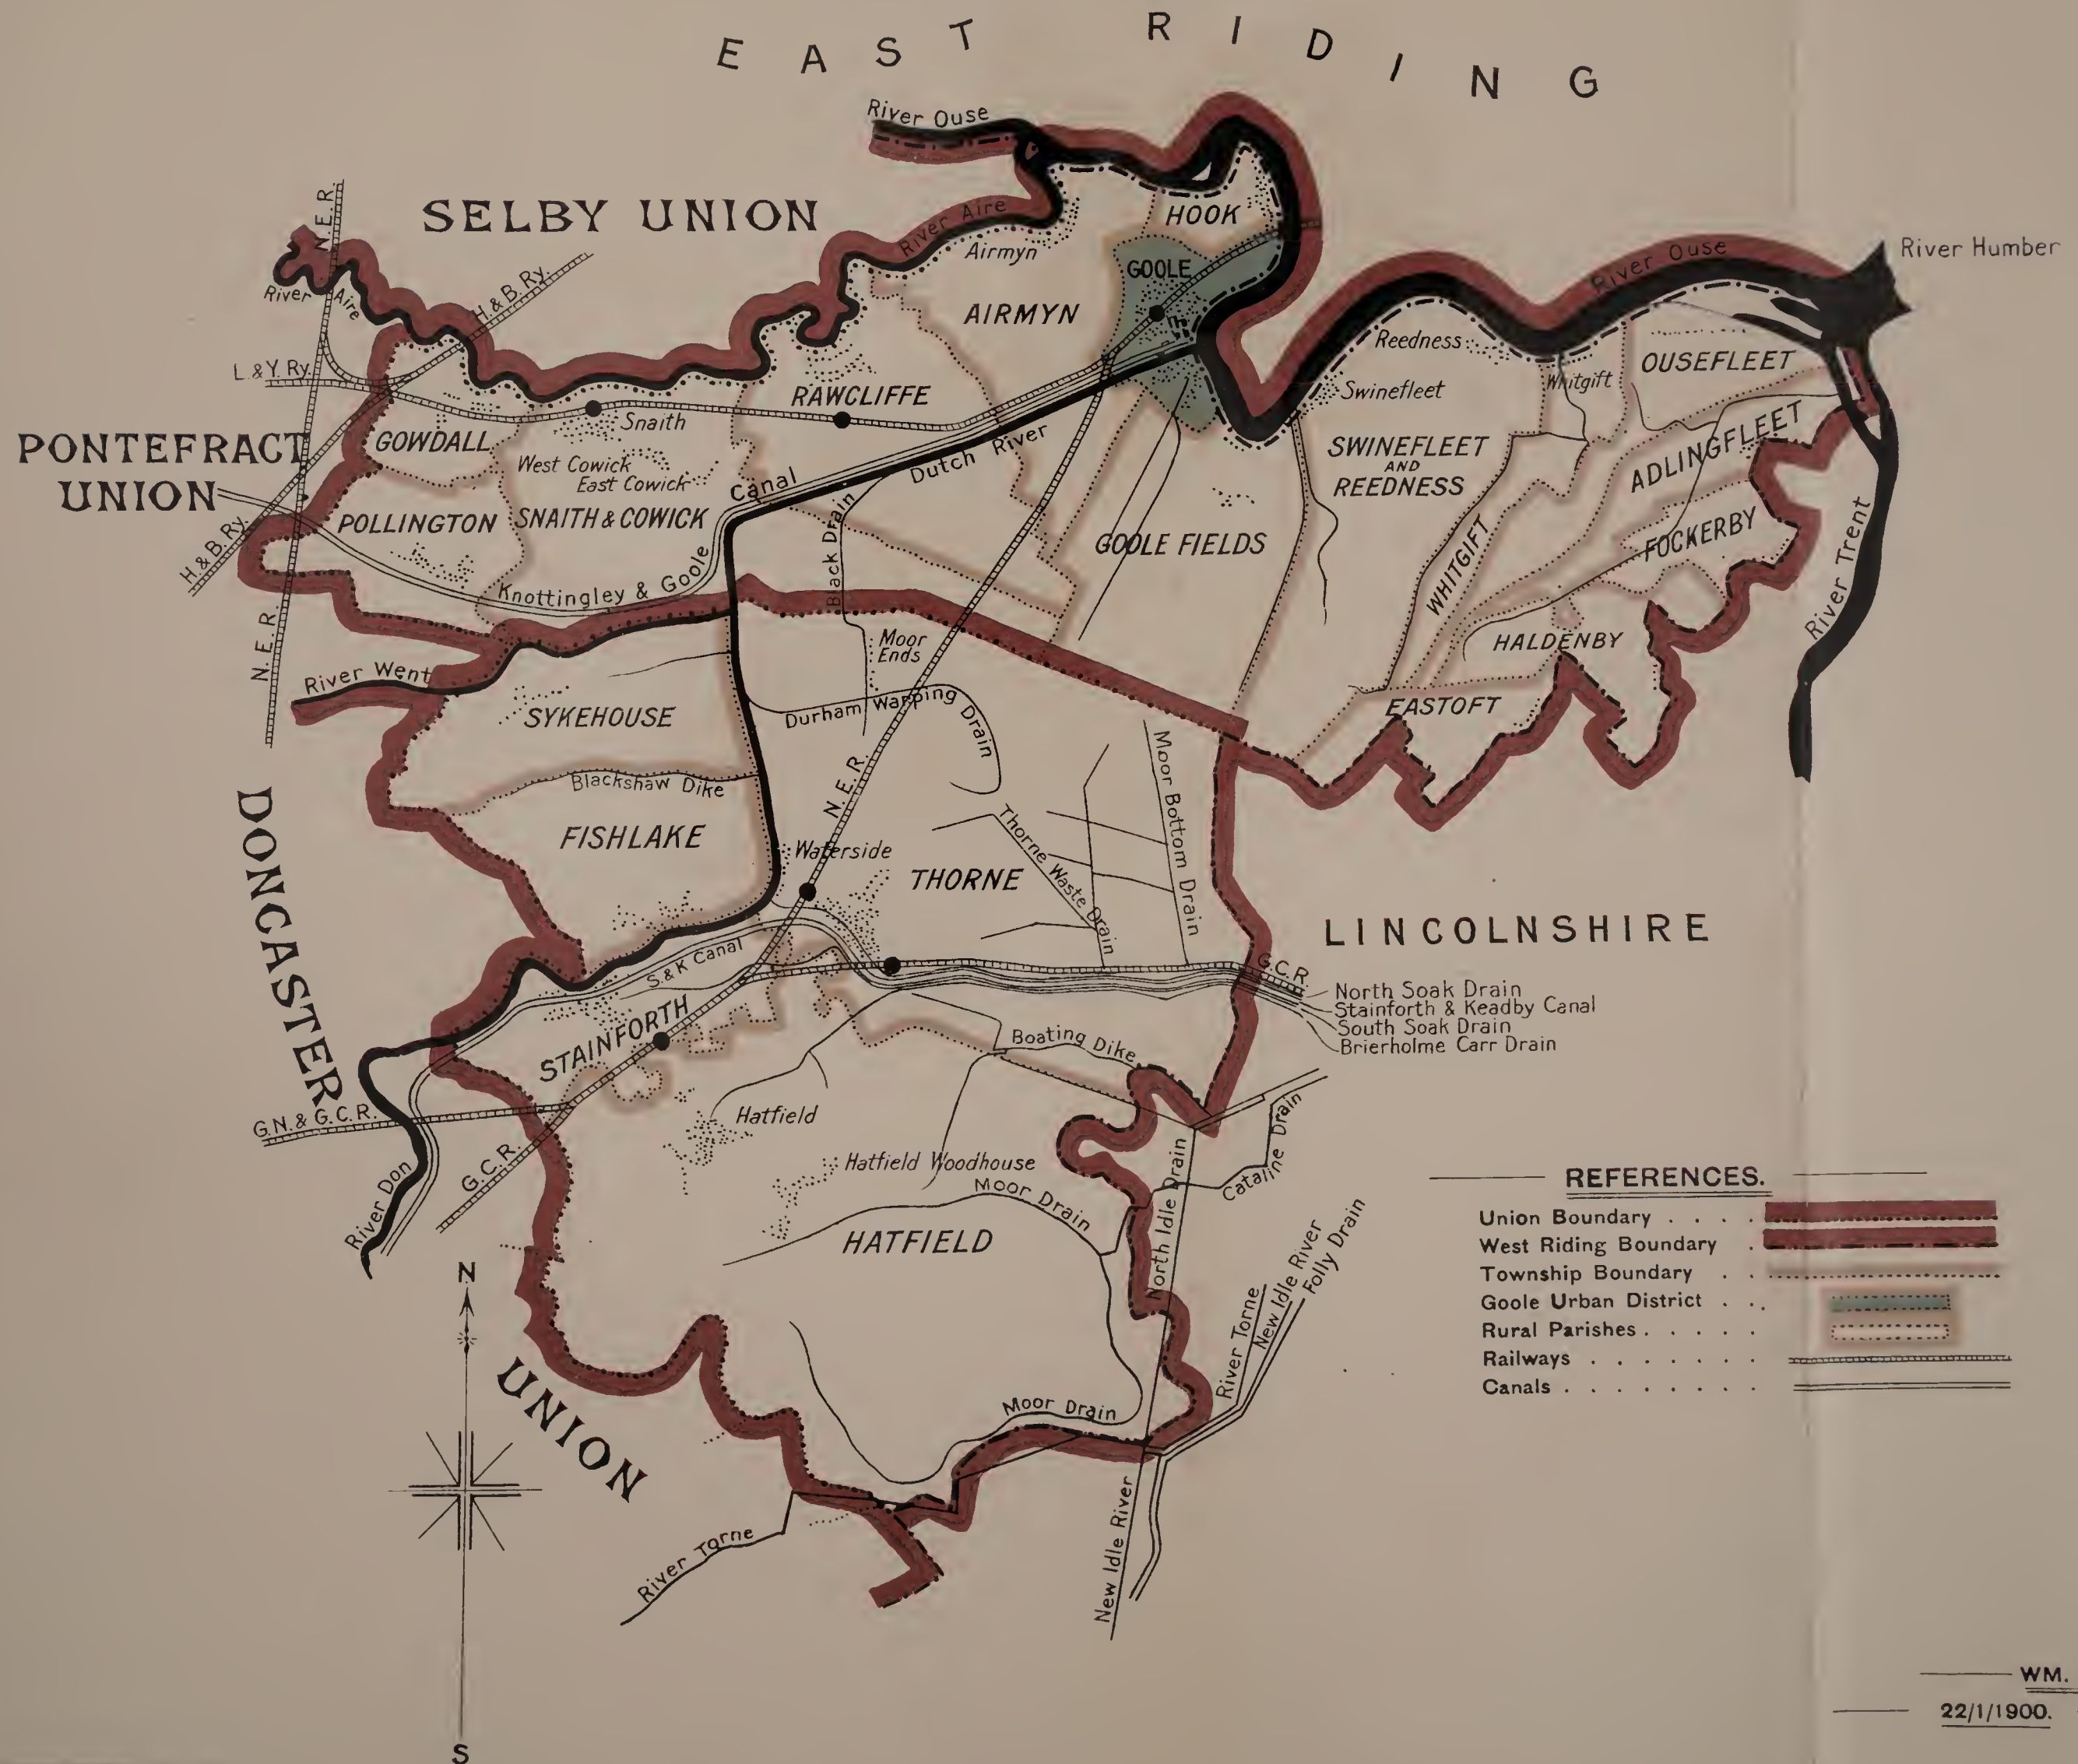 EAST RIDING
River Ouse
SELBY UNION
N.E.R.
River Aire
River Aire
Airmyn
HOOK
GOOLE
River Ouse
River Humber
H. & B. Ry.
AIRMYN
L. & Y. Ry.
RAWCLIFFE
Reedness
Swinefleet
Whitgift
OUSEFLEET
PONTEFRACT
UNION
GOWDALL
Snaith
West Cowick
East Cowick
Canal
Dutch River
SWINEFLEET
AND
REEDNESS
ADLINGFLEET
POLLINGTON
SNAITH & COWICK
Black Drain
GOOLE FIELDS
WHITGIFT
FOCKERBY
River Trent
H. & B. Ry.
Knottingley & Goole
N.E.R.
Moor
Ends
HALDENBY
River Went
SYKEHOUSE
Durham Warping Drain
EASTOFT
Blackshaw Dike
N.E.R.
Moor Bottom Drain
FISHLAKE
Waterside
THORNE
Thorne Waste Drain
DONCASTER
UNION
LINCOLNSHIRE
S. & K. Canal
G.C.R.
North Soak Drain
Stainforth & Keadby Canal
South Soak Drain
Brierholme Carr Drain
STAINFORTH
Boating Dike
G.N. & G.C.R.
G.C.R.
River Don
Hatfield
Hatfield Woodhouse
Moor Drain
HATFIELD
North Idle Drain
Cataline Drain
River Torne
New Idle River
Folly Drain
Moor Drain
River Torne
New Idle River
N
S
REFERENCES.
Union Boundary . . . .
West Riding Boundary .
Township Boundary . .
Goole Urban District . . .
Rural Parishes . . . . .
Railways . . . . . . .
Canals . . . . . . . .
WM.
22/1/1900.